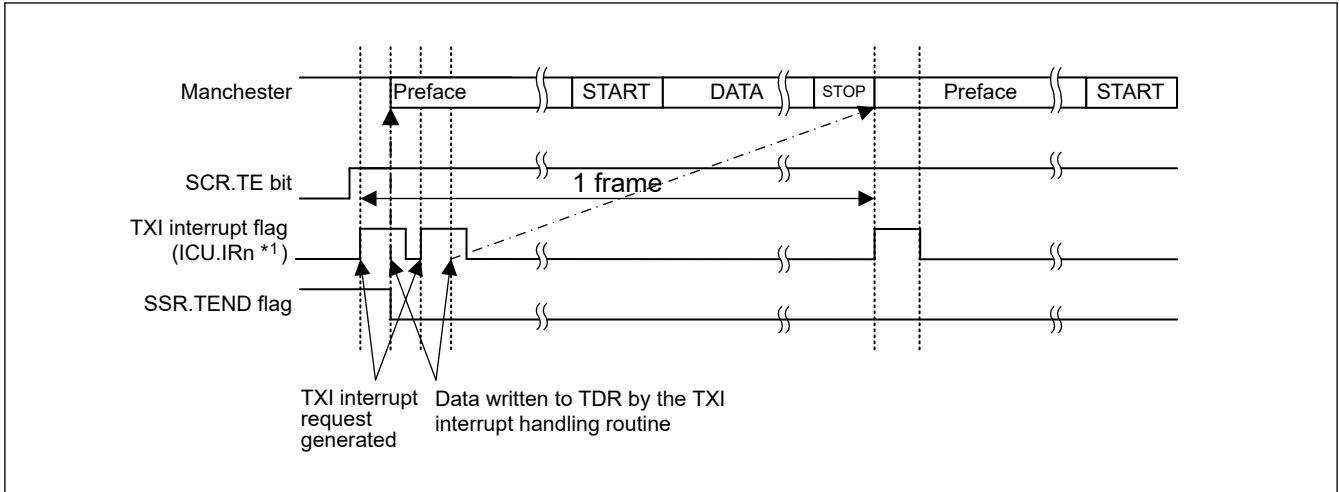 Manchester
Preface
START
DATA
STOP
Preface
START
SCR.TE bit
1 frame
TXI interrupt flag
(ICU.IRn *1)
SSR.TEND flag
TXI interrupt
request
generated
Data written to TDR by the TXI
interrupt handling routine